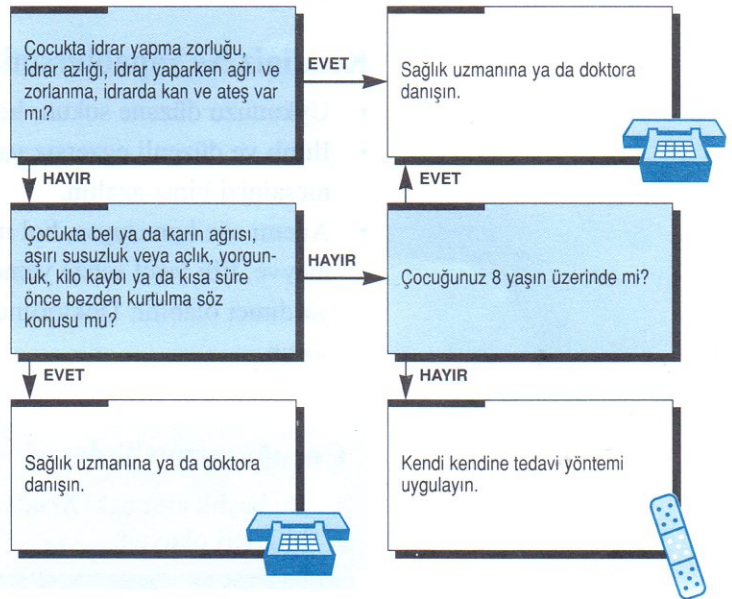 Çocukta idrar yapma zorluğu,
idrar azlığı, idrar yaparken ağrı ve
zorlanma, idrarda kan ve ateş var
mı?
EVET
Sağlık uzmanına ya da doktora
danışın.
HAYIR
EVET
Çocukta bel ya da karın ağrısı,
aşırı susuzluk veya açlık, yorgun-
luk, kilo kaybı ya da kısa süre
önce bezden kurtulma söz
konusu mu?
HAYIR
Çocuğunuz 8 yaşın üzerinde mi?
EVET
HAYIR
Sağlık uzmanına ya da doktora
danışın.
Kendi kendine tedavi yöntemi
uygulayın.